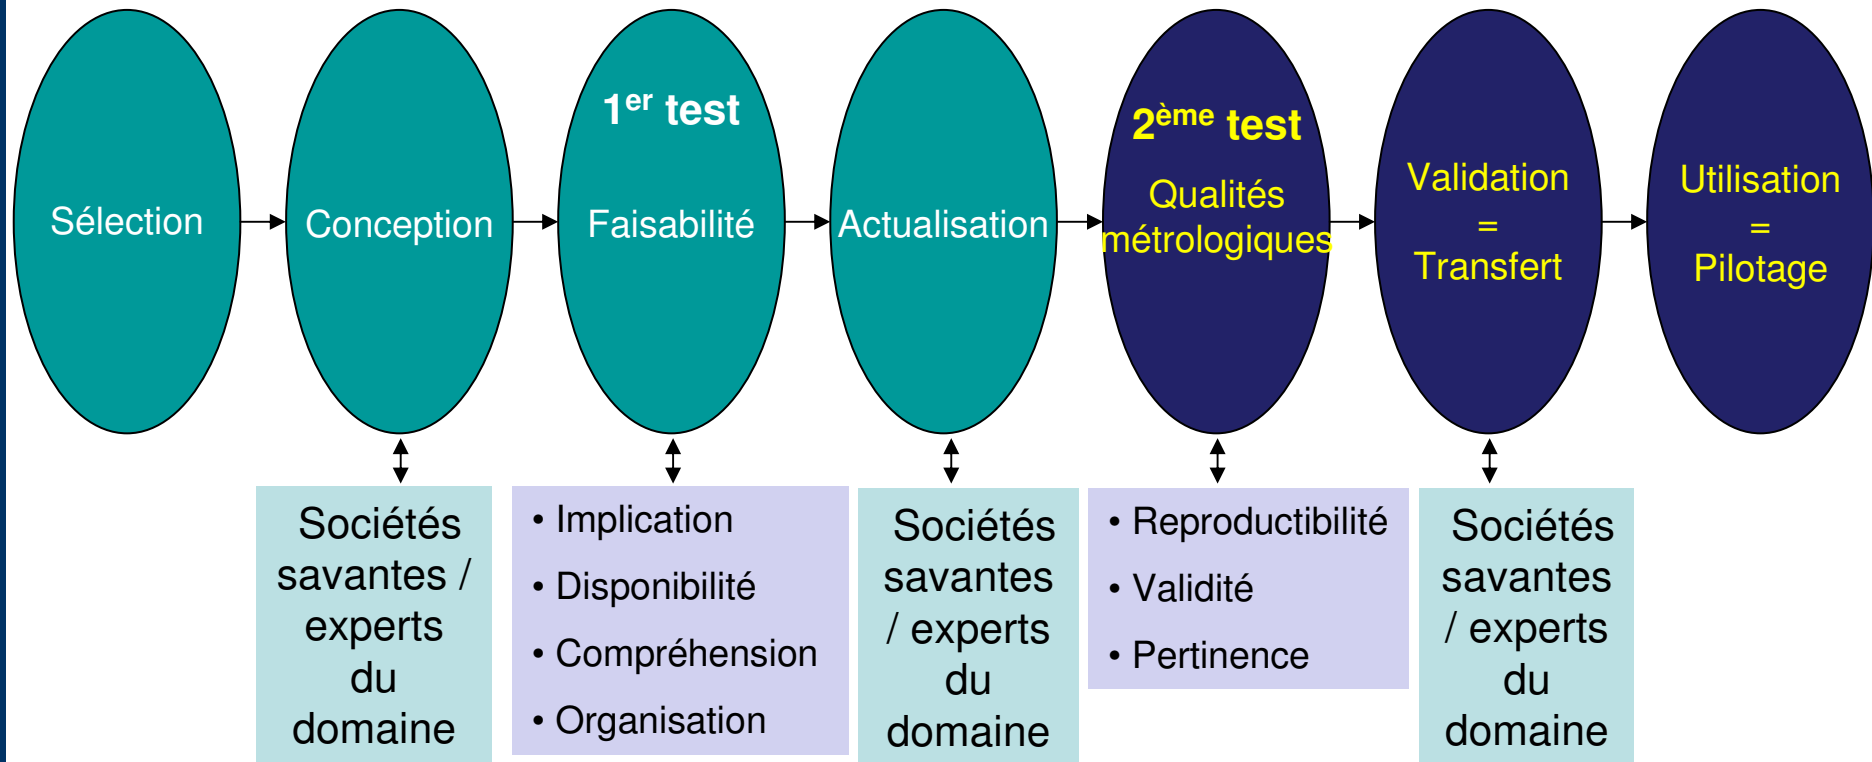 Sélection
Conception
1er test
Faisabilité
Actualisation
2ème test
Qualités
métrologiques
Validation
=
Transfert
Utilisation
=
Pilotage
Sociétés
savantes /
experts
du
domaine
• Implication
• Disponibilité
• Compréhension
• Organisation
Sociétés
savantes
/ experts
du
domaine
• Reproductibilité
• Validité
• Pertinence
Sociétés
savantes
/ experts
du
domaine